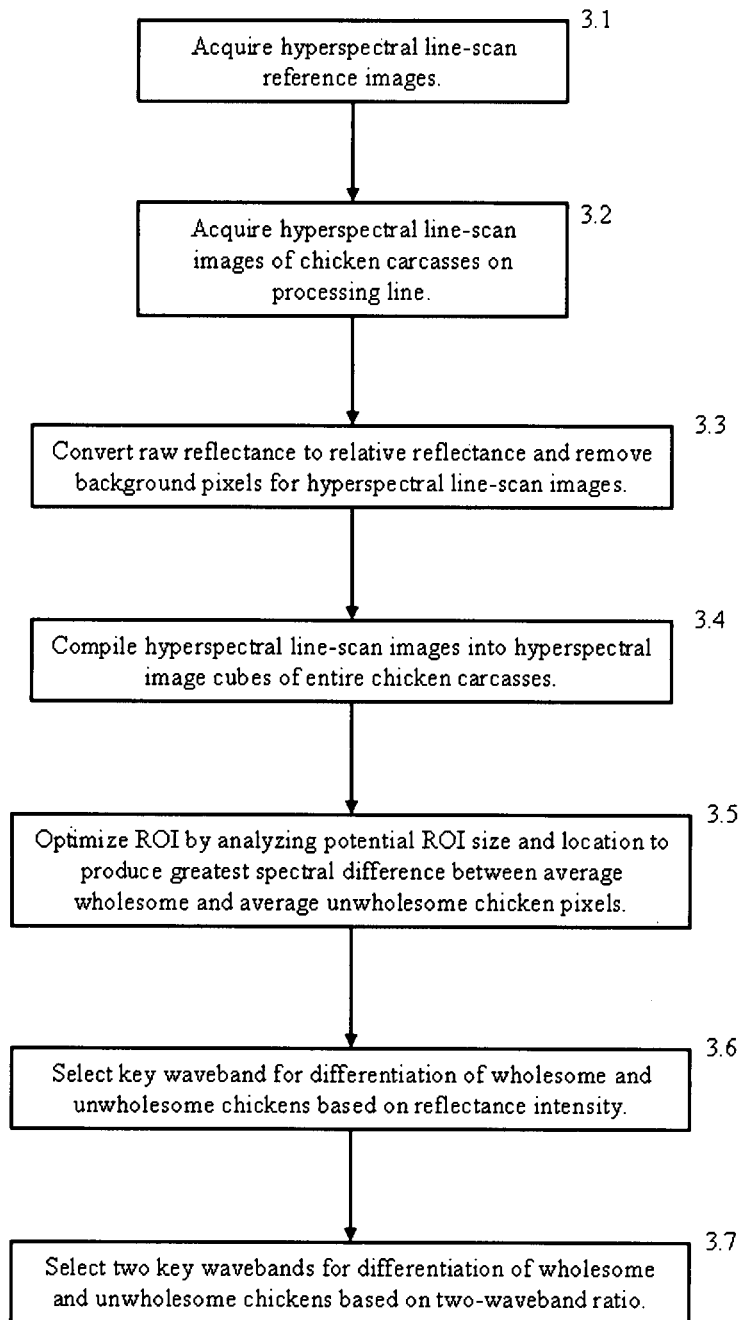 3.1
Acquire hyperspectral line-scan
reference images.
3.2
Acquire hyperspectral line-scan
images of chicken carcasses on
processing line.
3.3
Convert raw reflectance to relative reflectance and remove
background pixels for hyperspectral line-scan images.
3.4
Compile hyperspectral line-scan images into hyperspectral
image cubes of entire chicken carcasses.
3.5
Optimize ROI by analyzing potential ROI size and location to
produce greatest spectral difference between average
wholesome and average unwholesome chicken pixels.
3.6
Select key waveband for differentiation of wholesome and
unwholesome chickens based on reflectance intensity.
3.7
Select two key wavebands for differentiation of wholesome
and unwholesome chickens based on two-waveband ratio.